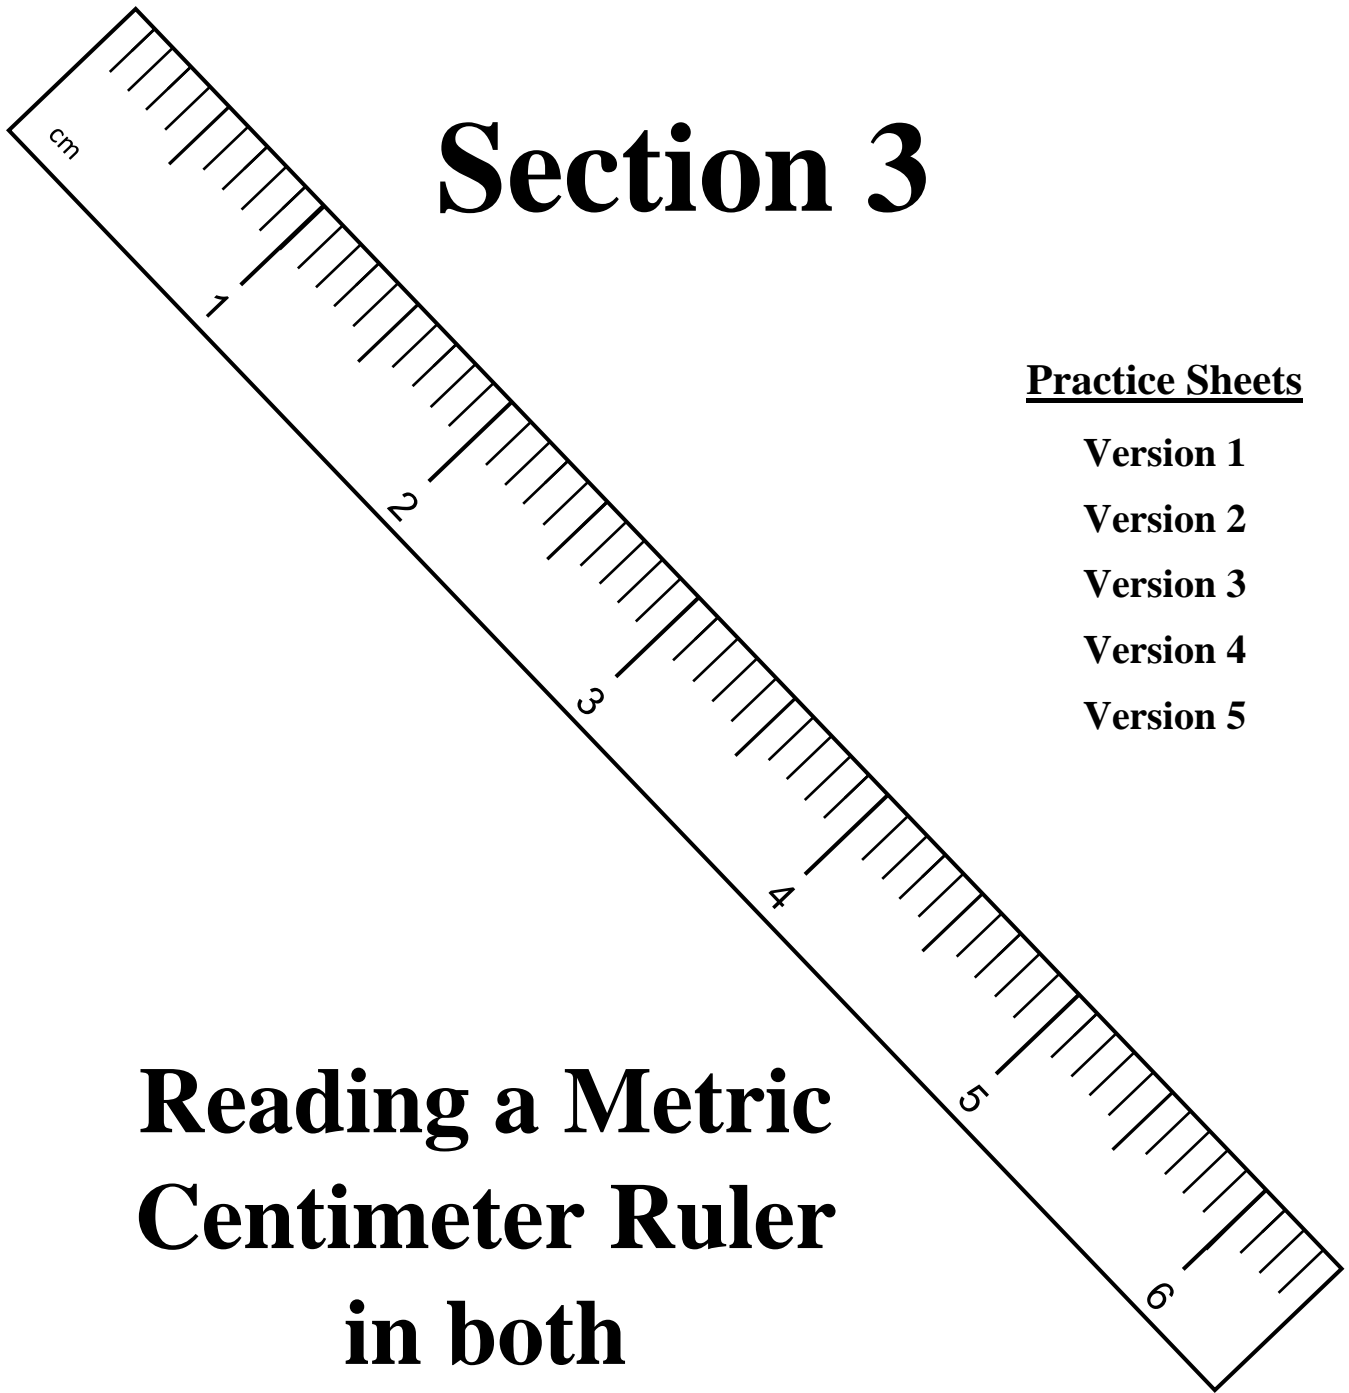 Section 3
cm
1
2
3
4
5
6
Practice Sheets
Version 1
Version 2
Version 3
Version 4
Version 5
Reading a Metric
Centimeter Ruler
in both